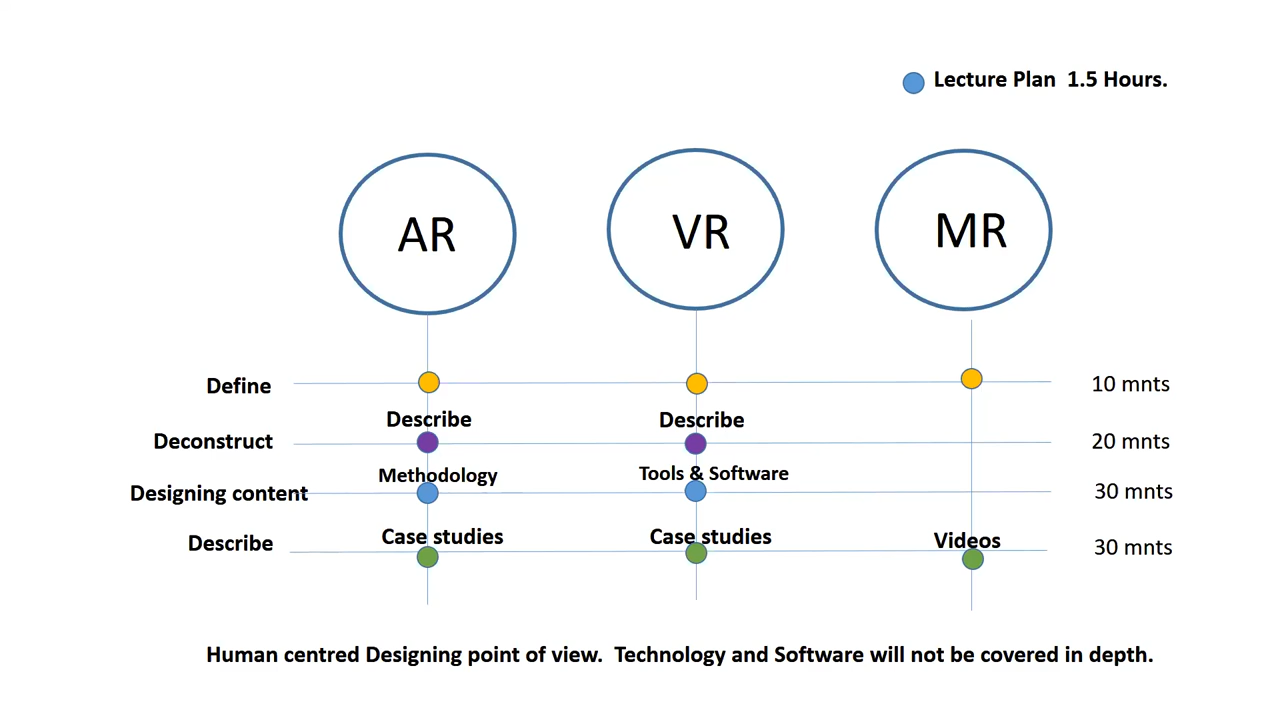 Lecture Plan 1.5 Hours.
AR VR MR
Define 10 mnts
Describe Describe
Deconstruct 20 mnts
Methodology Tools & Software
Designing content 30 mnts
Case studies Case studies Videos
Describe 30 mnts
Human centred Designing point of view. Technology and Software will not be covered in depth.